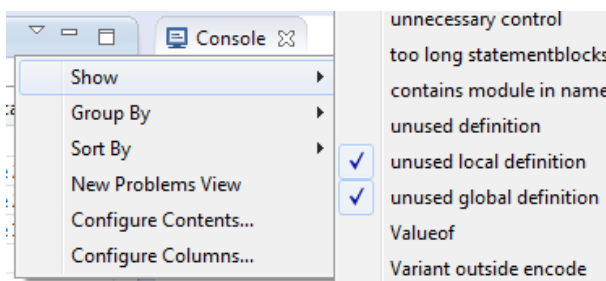 Console
Show
Group By
Sort By
New Problems View
Configure Contents...
Configure Columns...
unnecessary control
too long statementblocks
contains module in name
unused definition
unused local definition
unused global definition
Valueof
Variant outside encode